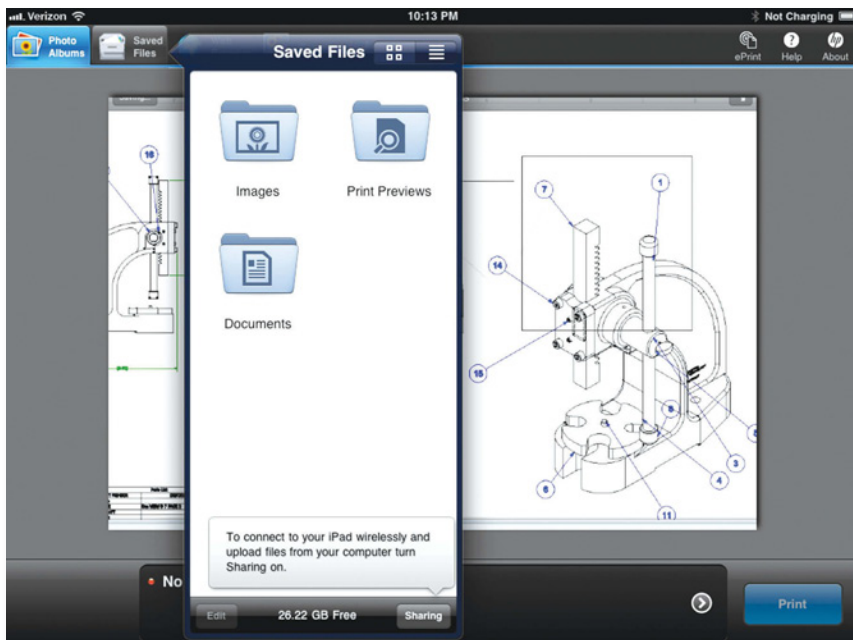 Verizon
10:13 PM
Not Charging
Photo
Albums
Saved
Files
Saved Files
ePrint
Help
About
Images
Print Previews
Documents
16
7
1
14
15
3
4
6
11
To connect to your iPad wirelessly and
upload files from your computer turn
Sharing on.
No
Edit
26.22 GB Free
Sharing
Print